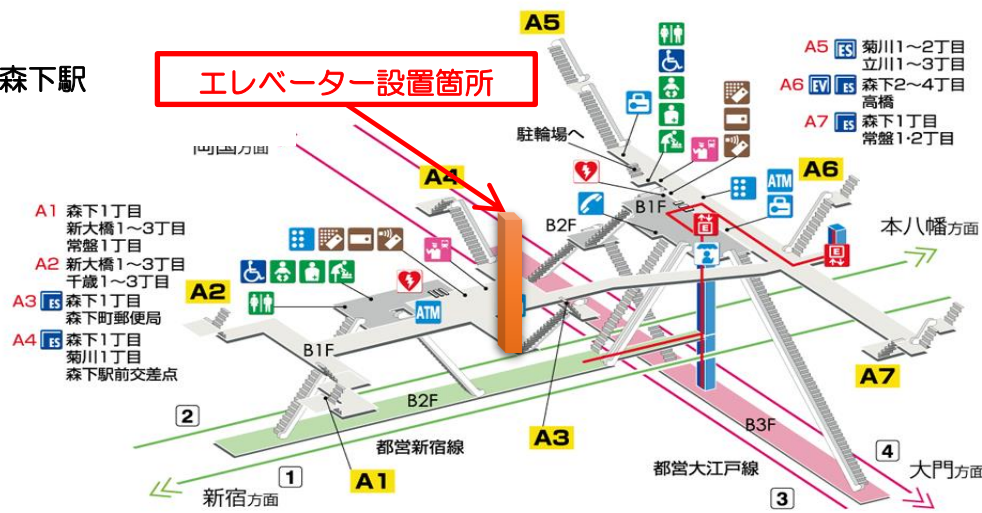 森下駅
エレベーター設置箇所
A5
A5 ES 菊川1～2丁目
立川1～3丁目
A6 EV ES 森下2～4丁目
高橋
A7 ES 森下1丁目
常盤1・2丁目
駐輪場へ
両国方面
A4
A6
ATM
B1F
B2F
本八幡方面
A1 森下1丁目
新大橋1～3丁目
常盤1丁目
A2 新大橋1～3丁目
千歳1～3丁目
A3 ES 森下1丁目
森下町郵便局
A4 ES 森下1丁目
菊川1丁目
森下駅前交差点
E
E
A2
ATM
B1F
A7
B2F
2
A3
B3F
都営新宿線
1
A1
都営大江戸線
4
大門方面
新宿方面
3